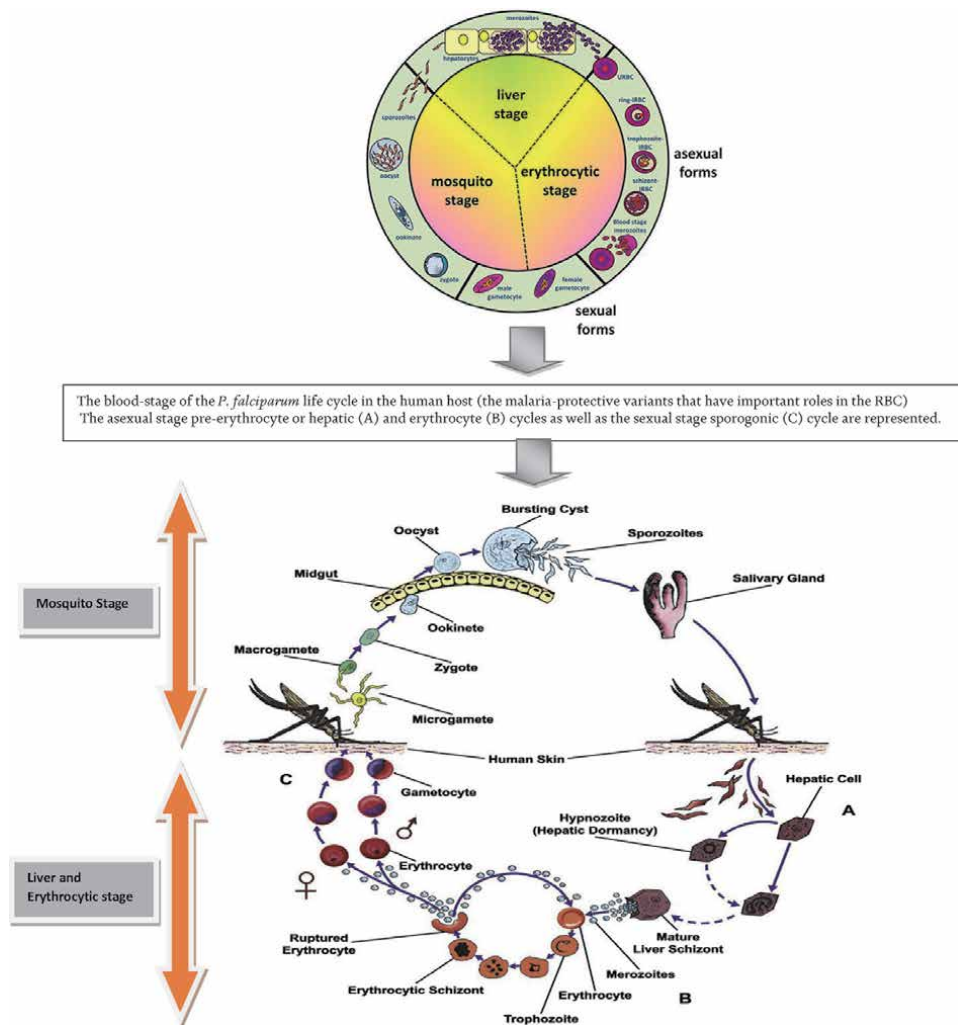 merozoites
hepatocytes
URBC
liver
stage
ring-iRBC
sporozoites
trophozoite-
iRBC
asexual
forms
erythrocytic
stage
mosquito
stage
oocyst
schizont-
iRBC
Blood stage
merozoites
ookinate
zygote
male
gametocyte
female
gametocyte
sexual
forms
The blood-stage of the P. falciparum life cycle in the human host (the malaria-protective variants that have important roles in the RBC)
The asexual stage pre-erythrocyte or hepatic (A) and erythrocyte (B) cycles as well as the sexual stage sporogonic (C) cycle are represented.
Bursting Cyst
Oocyst
Sporozoites
Midgut
Salivary Gland
Mosquito Stage
Ookinete
Macrogamete
Zygote
Microgamete
Human Skin
C
Gametocyte
Hepatic Cell
A
Hypnozoite
(Hepatic Dormancy)
♂
Erythrocyte
♀
Liver and
Erythrocytic stage
Ruptured
Erythrocyte
Mature
Liver Schizont
Merozoites
Erythrocytic Schizont
Erythrocyte
B
Trophozoite